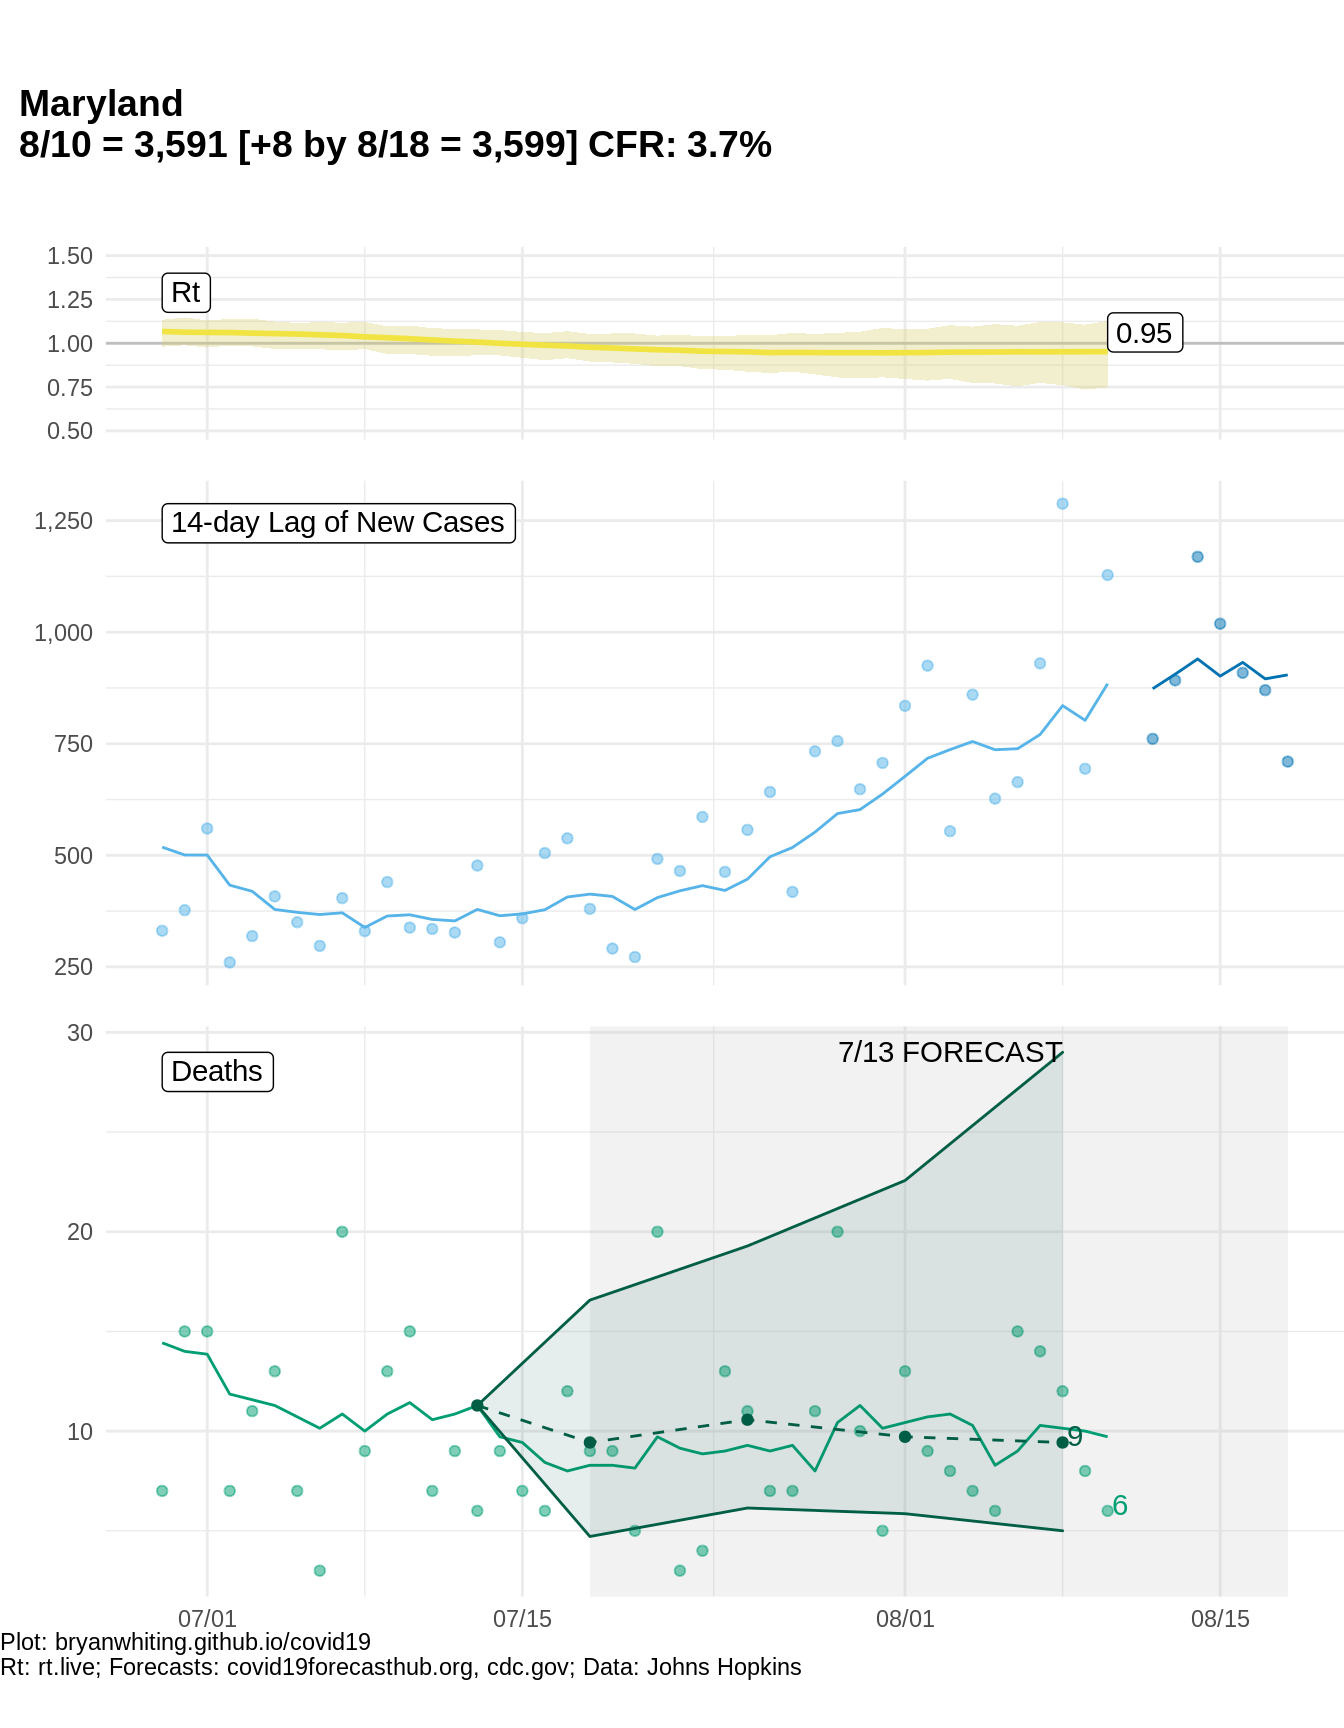 Maryland
8/10 = 3,591 [+8 by 8/18 = 3,599] CFR: 3.7%
1.50
Rt
1.25
0.95
1.00
0.75
0.50
14-day Lag of New Cases
1,250
1,000
750
500
250
30
7/13 FORECAST
Deaths
20
10
9
6
07/01 07/15 08/01 08/15
Plot: bryanwhiting.github.io/covid19
Rt: rt.live; Forecasts: covid19forecasthub.org, cdc.gov; Data: Johns Hopkins